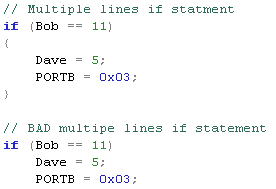 // Multiple lines if statment
if (Bob == 11)
{
    Dave = 5;
    PORTB = 0x03;
}

// BAD multipe lines if statement
if (Bob == 11)
    Dave = 5;
    PORTB = 0x03;